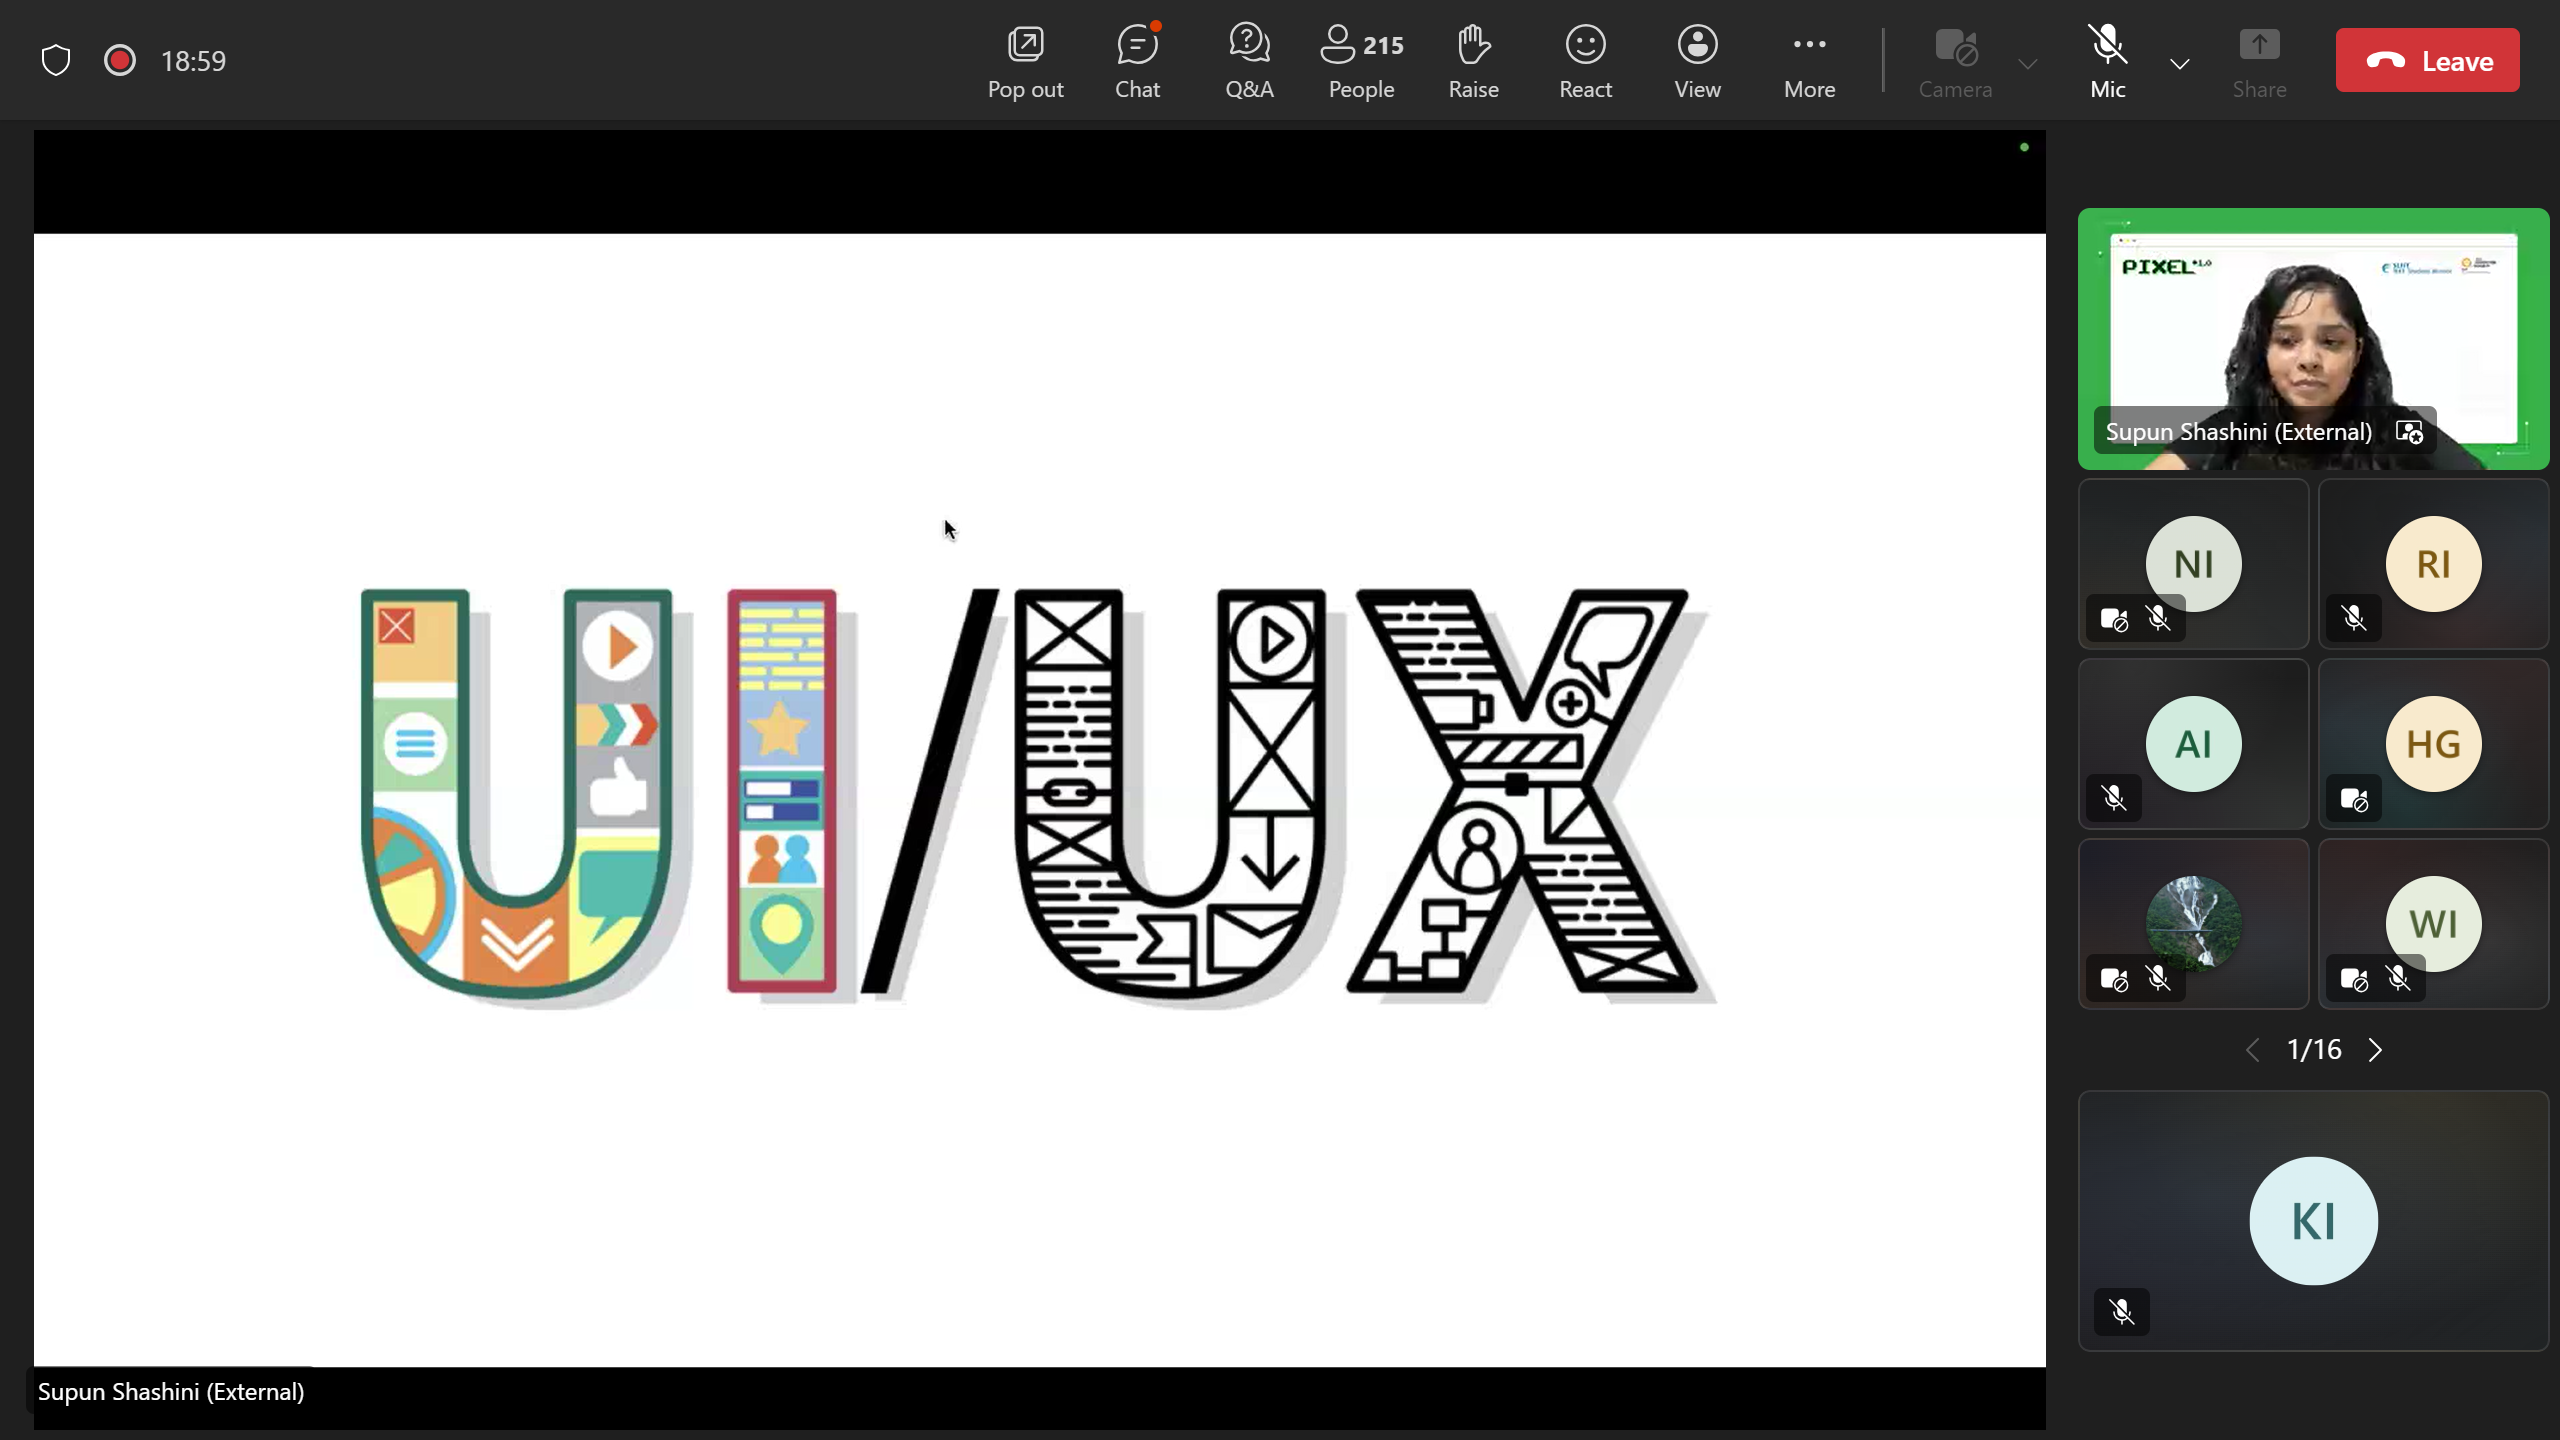 18:59
Pop out
Chat
Q&A
215
People
Raise
React
View
More
Camera
Mic
Share
Leave
PIXEL*1.0
Supun Shashini (External)
NI
RI
AI
HG
WI
1/16
KI
UI/UX
Supun Shashini (External)